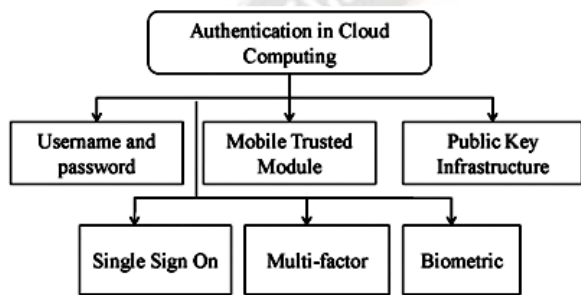 Authentication in Cloud
Computing
Username and
password
Mobile Trusted
Module
Public Key
Infrastructure
Single Sign On
Multi-factor
Biometric